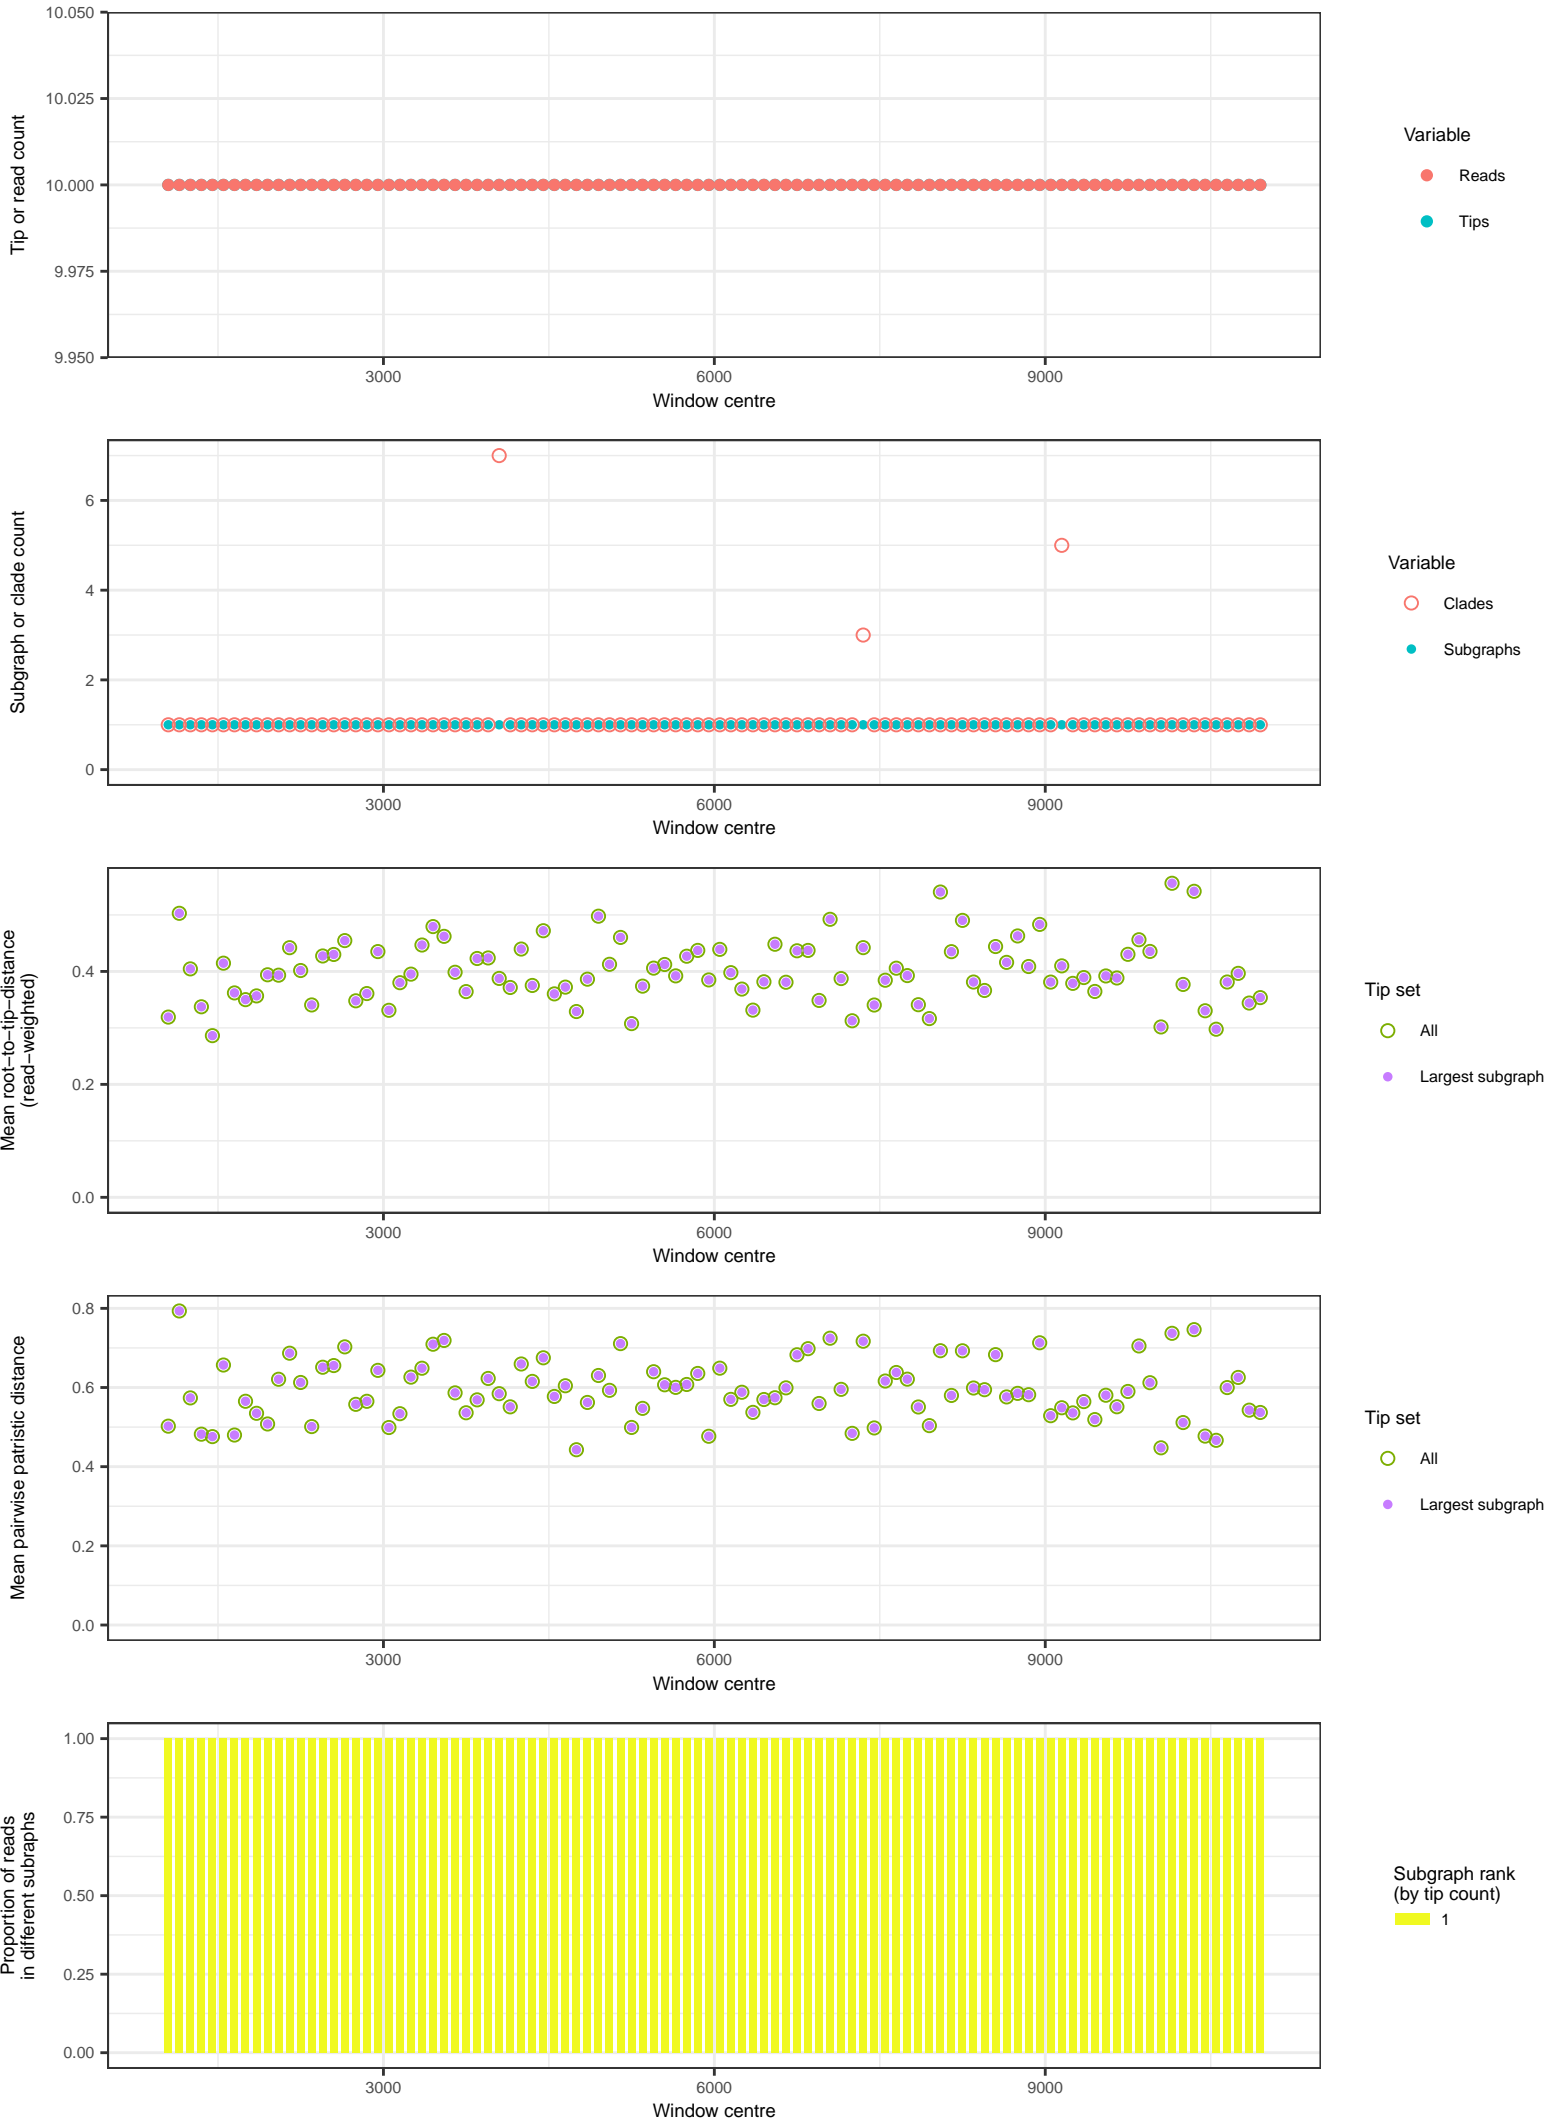 10.050
10.025
10.000
9.975
9.950
Tip or read count
3000 6000 9000
Window centre
Variable
Reads
Tips
6
4
2
0
Subgraph or clade count
3000 6000 9000
Window centre
Variable
Clades
Subgraphs
0.4
0.2
0.0
Mean root−to−tip−distance
(read−weighted)
3000 6000 9000
Window centre
Tip set
All
Largest subgraph
0.8
0.6
0.4
0.2
0.0
Mean pairwise patristic distance
3000 6000 9000
Window centre
Tip set
All
Largest subgraph
1.00
0.75
0.50
0.25
0.00
Proportion of reads
in different subraphs
3000 6000 9000
Window centre
Subgraph rank
(by tip count)
1